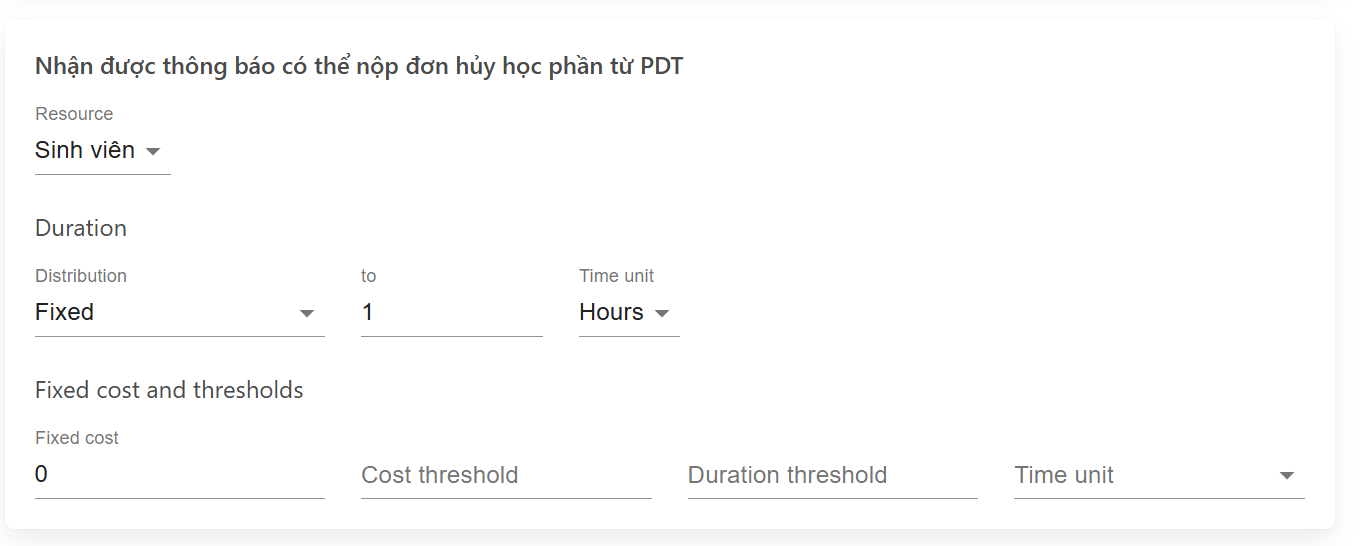 Nhận được thông báo có thể nộp đơn hủy học phần từ PDT
Resource
Sinh viên
Duration
Distribution to Time unit
Fixed 1 Hours
Fixed cost and thresholds
Fixed cost
0 Cost threshold Duration threshold Time unit